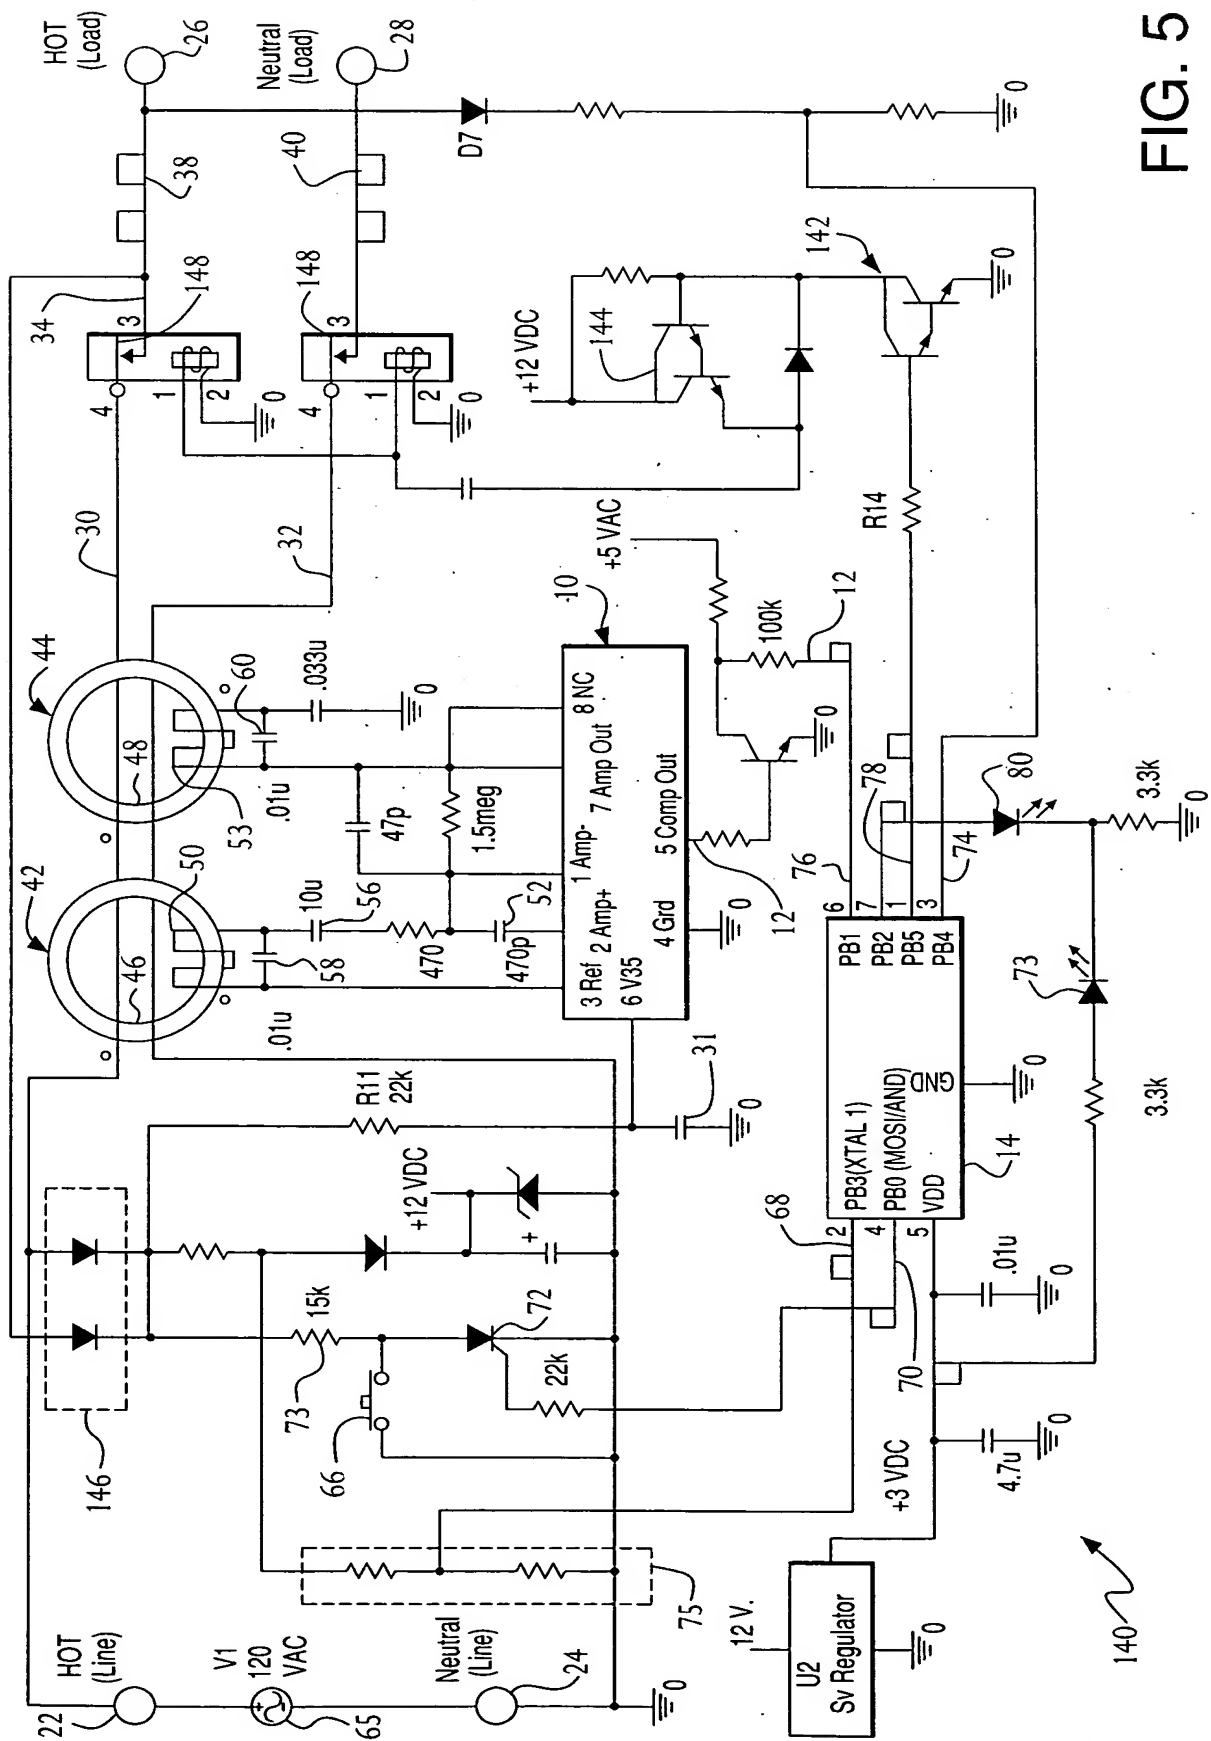 FIG. 5
HOT
(Load)
26
Neutral
(Load)
28
38
40
D7
0
34
148
3
4
1
2
0
148
3
4
1
2
0
+12 VDC
144
142
0
30
32
R14
+5 VAC
100k
12
0
44
48
53
60
.01u
.033u
0
42
46
50
58
.01u
10u
56
470
47p
1.5meg
470p
52
10
8 NC
7 Amp Out
1 Amp-
2 Amp+
3 Ref
6 V35
5 Comp Out
4 Grd
0
12
31
0
R11
22k
+12 VDC
+
146
73
15k
72
22k
66
75
HOT
(Line)
22
V1
120
VAC
65
Neutral
(Line)
24
0
76
78
74
80
3.3k
0
6
7
1
3
PB1
PB2
PB5
PB4
PB3(XTAL 1)
PB0 (MOSI/AND)
VDD
GND
0
14
68
2
4
5
70
.01u
0
73
3.3k
+3 VDC
4.7u
0
12 V.
U2
Sv Regulator
0
140